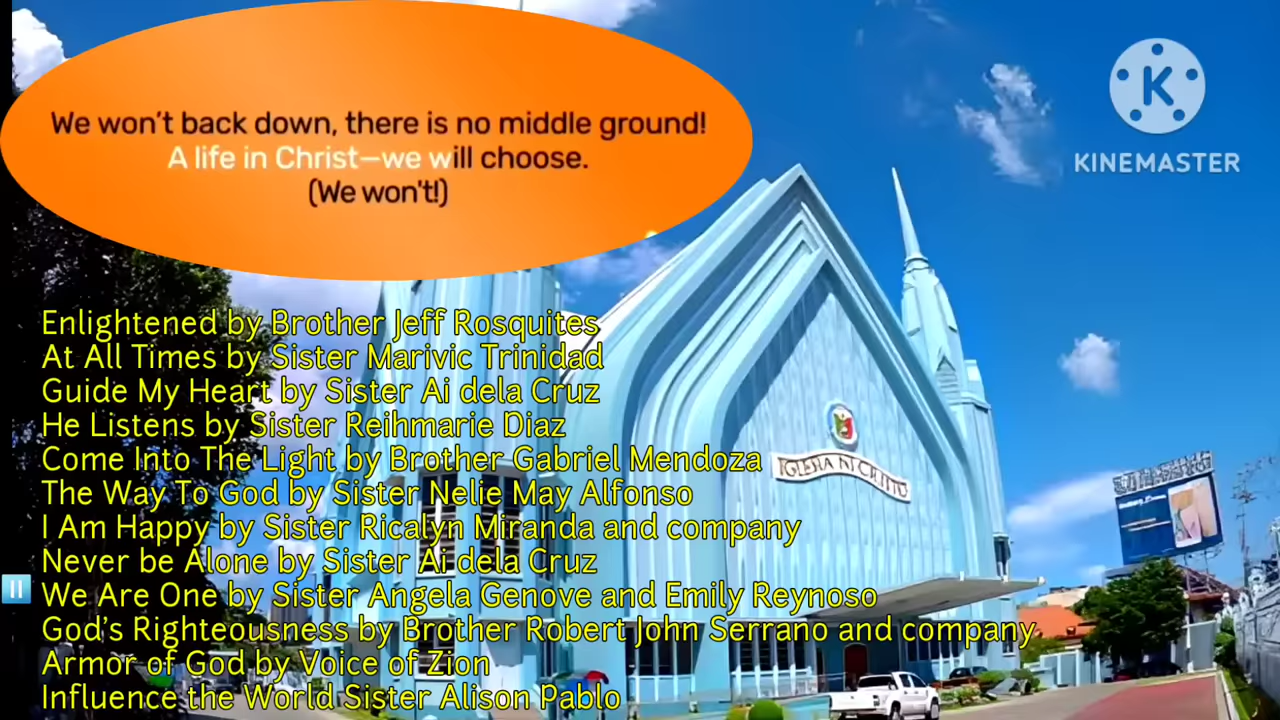 We won't back down, there is no middle ground!
A life in Christ—we will choose.
(We won't!)
KINEMASTER
Enlightened by Brother Jeff Rosquites
At All Times by Sister Marivic Trinidad
Guide My Heart by Sister Ai dela Cruz
He Listens by Sister Reihmarie Diaz
Come Into The Light by Brother Gabriel Mendoza
IGLESIA NI CRISTO
The Way To God by Sister Nelie May Alfonso
I Am Happy by Sister Ricalyn Miranda and company
Never be Alone by Sister Ai dela Cruz
We Are One by Sister Angela Genove and Emily Reynoso
God's Righteousness by Brother Robert John Serrano and company
Armor of God by Voice of Zion
Influence the World Sister Alison Pablo